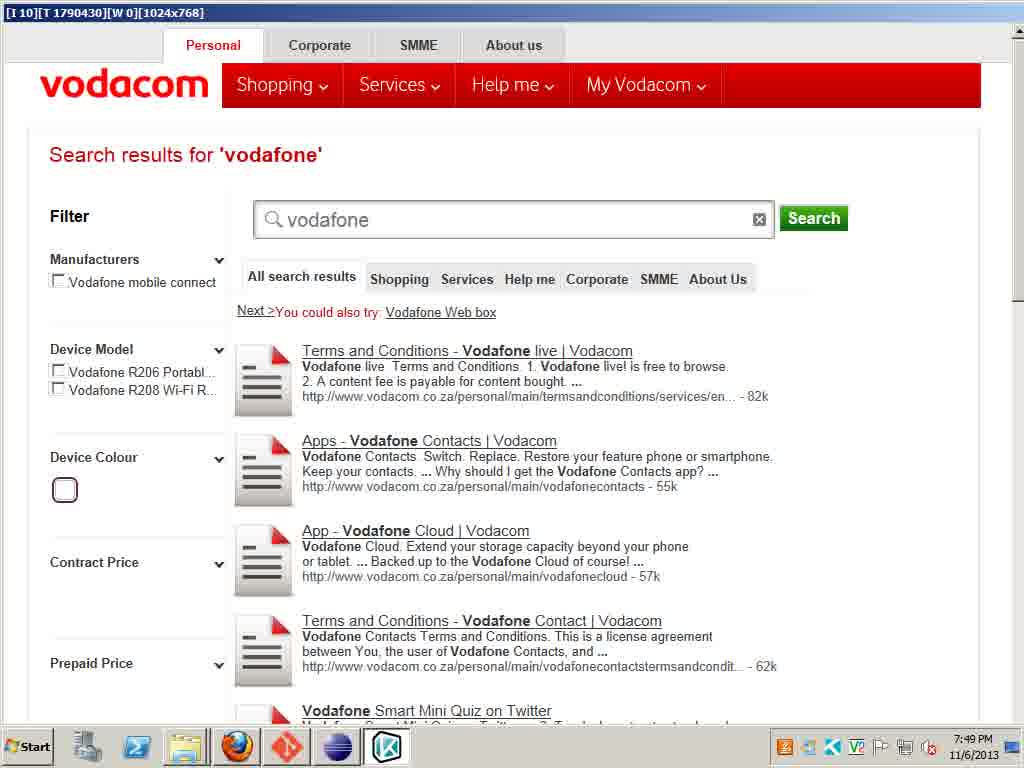 [I 10][T 1790430][W 0][1024x768]
Personal Corporate SMME About us
vodacom Shopping Services Help me My Vodacom
Search results for 'vodafone'
Filter
vodafone Search
Manufacturers
Vodafone mobile connect
All search results Shopping Services Help me Corporate SMME About Us
Next >You could also try: Vodafone Web box
Device Model
Vodafone R206 Portabl...
Vodafone R208 Wi-Fi R...
Terms and Conditions - Vodafone live | Vodacom
Vodafone live Terms and Conditions. 1. Vodafone live! is free to browse.
2. A content fee is payable for content bought. ...
http://www.vodacom.co.za/personal/main/termsandconditions/services/en... - 82k
Device Colour
Apps - Vodafone Contacts | Vodacom
Vodafone Contacts Switch. Replace. Restore your feature phone or smartphone.
Keep your contacts. ... Why should I get the Vodafone Contacts app? ...
http://www.vodacom.co.za/personal/main/vodafonecontacts - 55k
Contract Price
App - Vodafone Cloud | Vodacom
Vodafone Cloud. Extend your storage capacity beyond your phone
or tablet. ... Backed up to the Vodafone Cloud of course! ...
http://www.vodacom.co.za/personal/main/vodafonecloud - 57k
Prepaid Price
Terms and Conditions - Vodafone Contact | Vodacom
Vodafone Contacts Terms and Conditions. This is a license agreement
between You, the user of Vodafone Contacts, and ...
http://www.vodacom.co.za/personal/main/vodafonecontactstermsandcondit... - 62k
Vodafone Smart Mini Quiz on Twitter
Start
7:49 PM
11/6/2013